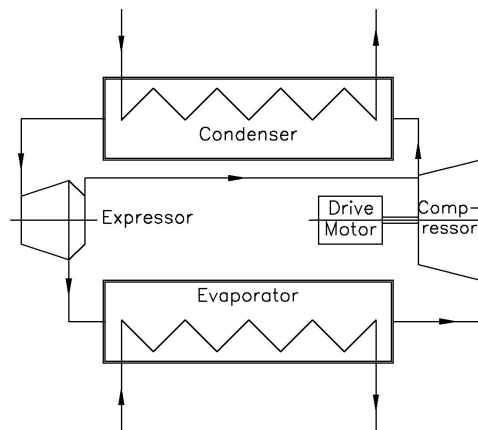 Condenser
Expressor
Drive
Motor
Comp-
ressor
Evaporator